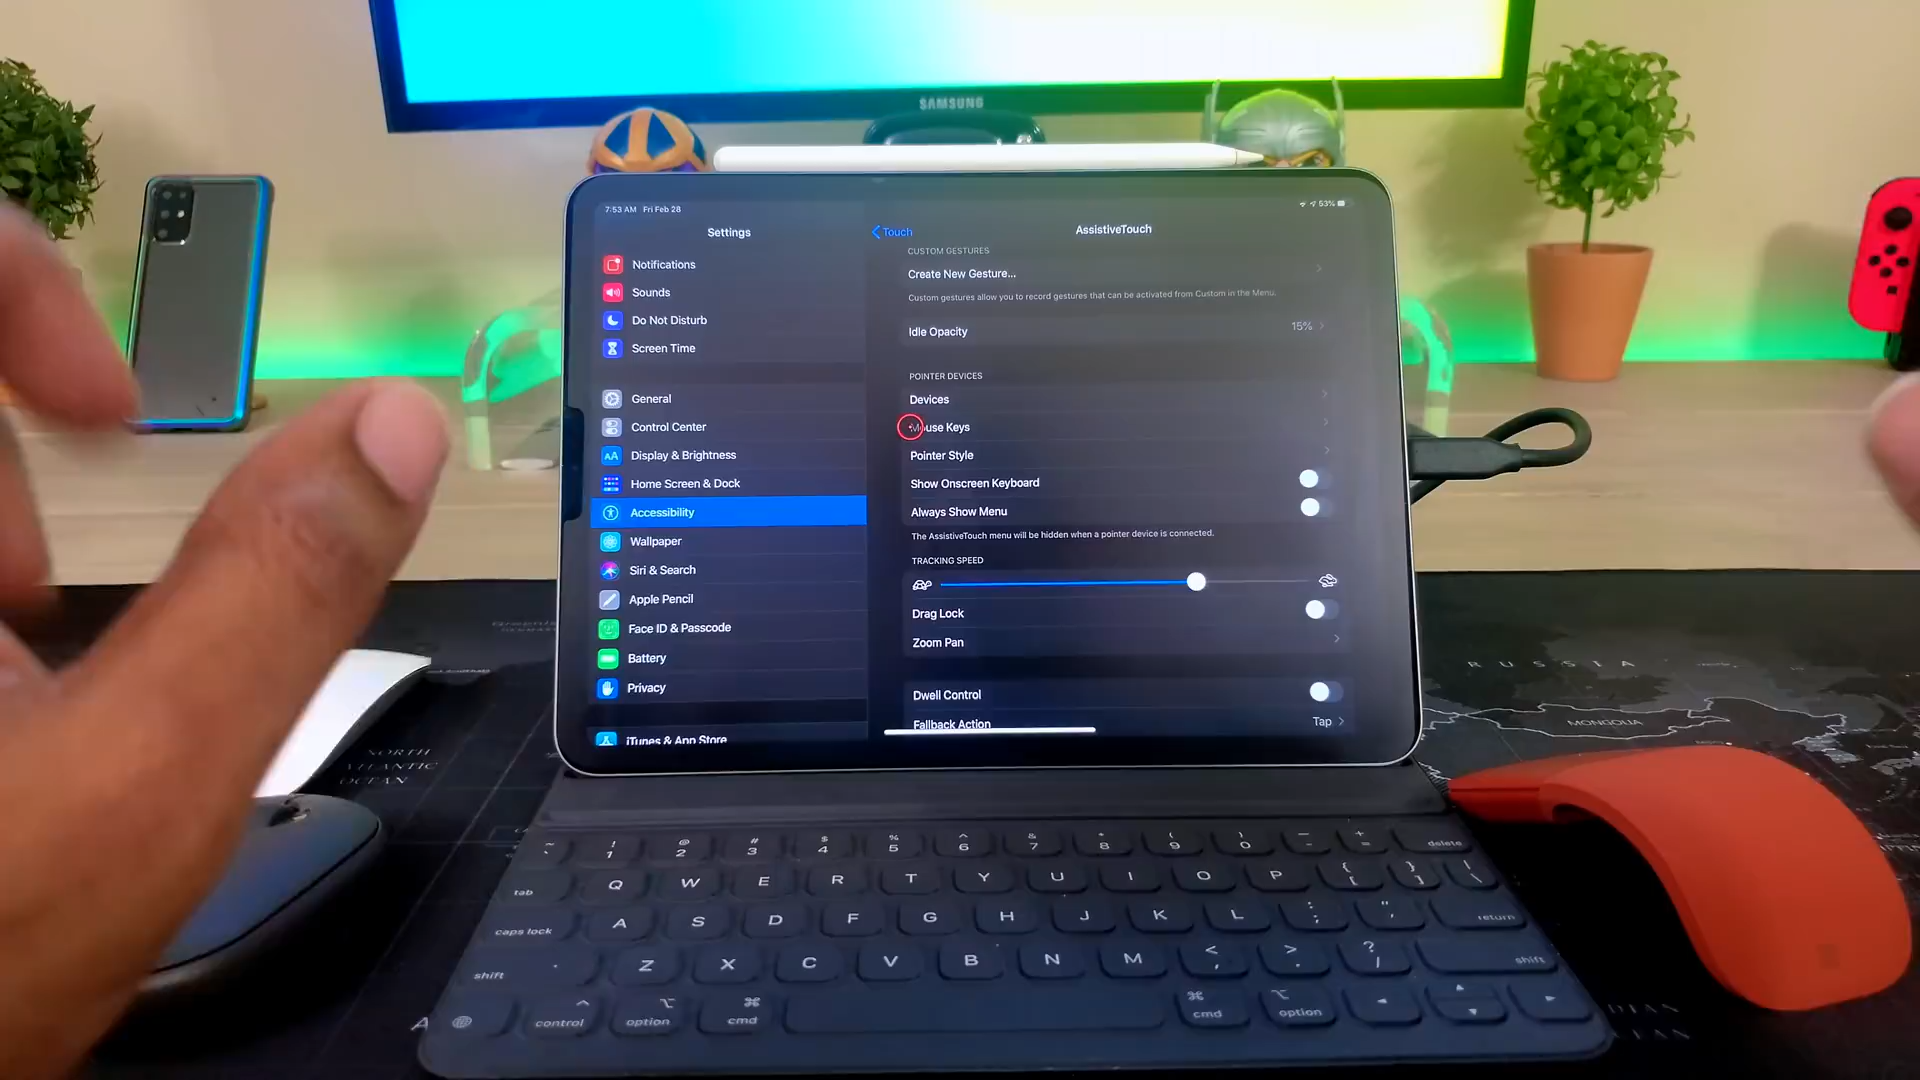 SAMSUNG
7:53 AM Fri Feb 28
53%
Settings
Notifications
Sounds
Do Not Disturb
Screen Time
General
Control Center
Display & Brightness
Home Screen & Dock
Accessibility
Wallpaper
Siri & Search
Apple Pencil
Face ID & Passcode
Battery
Privacy
iTunes & App Store
Touch
AssistiveTouch
CUSTOM GESTURES
Create New Gesture...
Custom gestures allow you to record gestures that can be activated from Custom in the Menu.
Idle Opacity 15%
POINTER DEVICES
Devices
Mouse Keys
Pointer Style
Show Onscreen Keyboard
Always Show Menu
The AssistiveTouch menu will be hidden when a pointer device is connected.
TRACKING SPEED
Drag Lock
Zoom Pan
Dwell Control
Fallback Action Tap
RUSSIA
MONGOLIA
NORTH
ATLANTIC
OCEAN
~ ! @ # $ % ^ & * ( ) _ +
` 1 2 3 4 5 6 7 8 9 0 - = delete
tab Q W E R T Y U I O P { [ } ] | \
caps lock A S D F G H J K L : ; " ' return
shift Z X C V B N M < , > . ? / shift
control option cmd cmd option